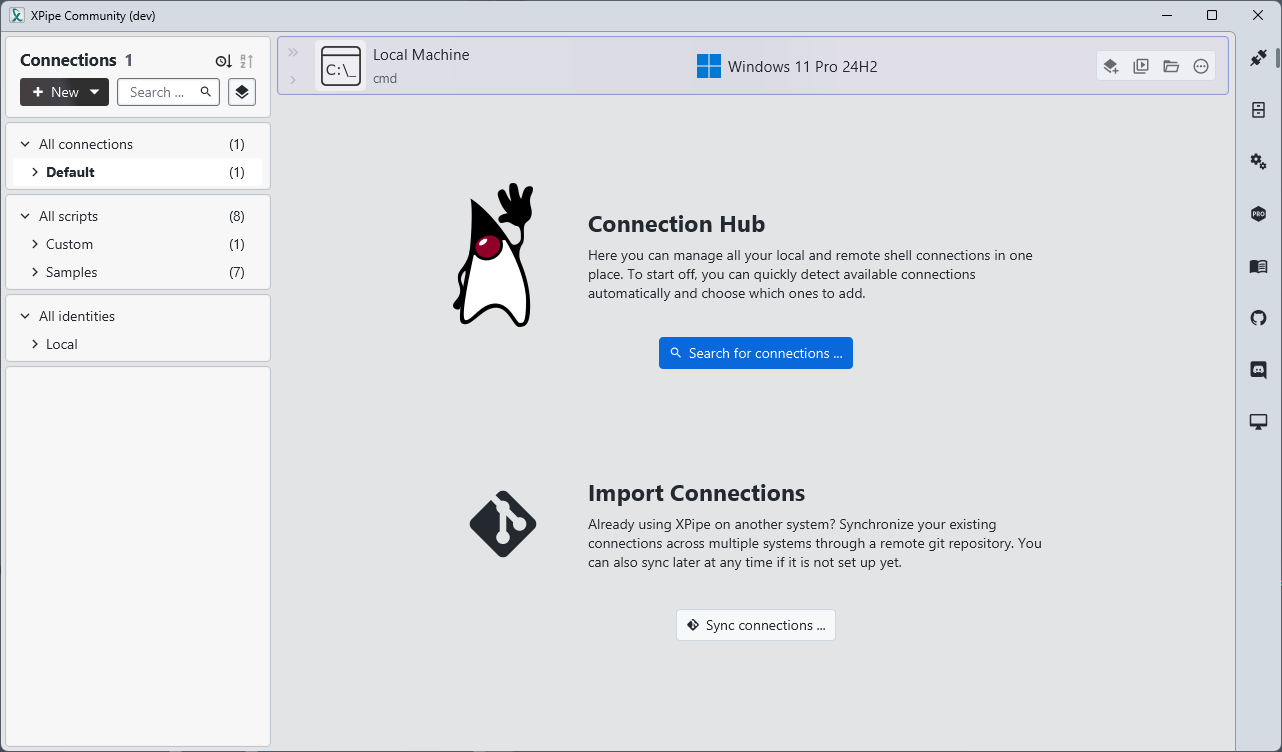 XPipe Community (dev)
Connections 1
New
Search ...
All connections (1)
Default (1)
All scripts (8)
Custom (1)
Samples (7)
All identities
Local
C:\_
Local Machine
cmd
Windows 11 Pro 24H2
Connection Hub
Here you can manage all your local and remote shell connections in one
place. To start off, you can quickly detect available connections
automatically and choose which ones to add.
Search for connections ...
Import Connections
Already using XPipe on another system? Synchronize your existing
connections across multiple systems through a remote git repository. You
can also sync later at any time if it is not set up yet.
Sync connections ...
PRO